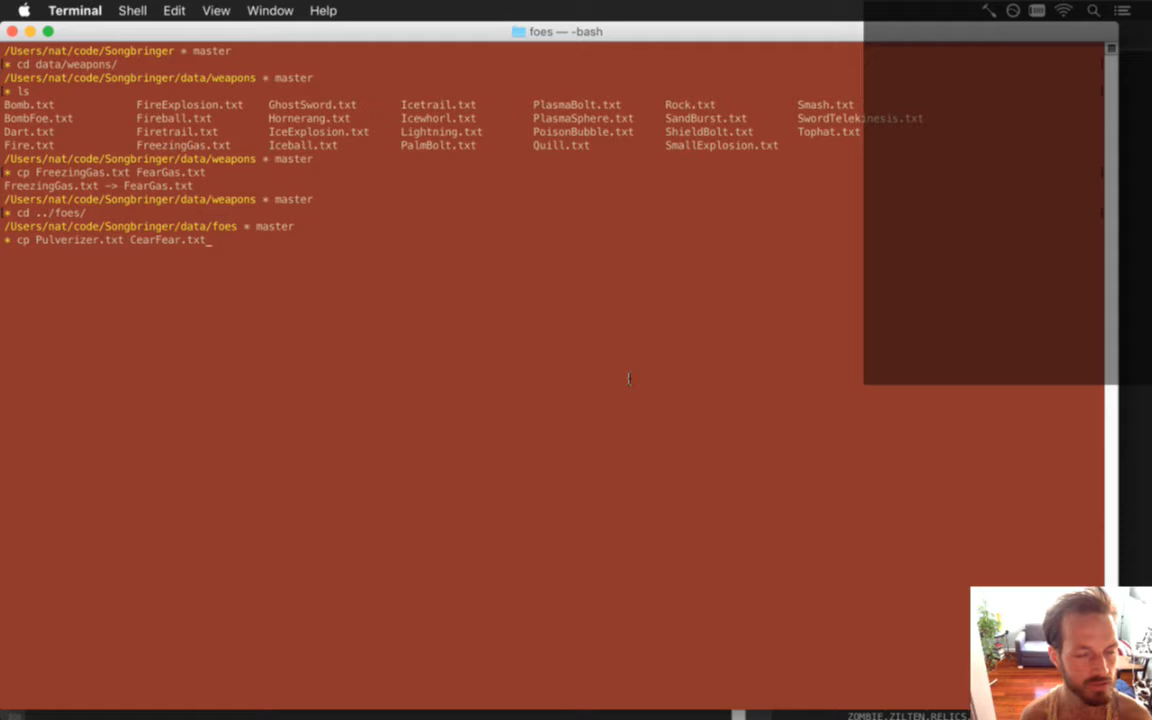 Terminal Shell Edit View Window Help
foes — -bash
/Users/nat/code/Songbringer * master
* cd data/weapons/
/Users/nat/code/Songbringer/data/weapons * master
* ls
Bomb.txt FireExplosion.txt GhostSword.txt Icetrail.txt PlasmaBolt.txt Rock.txt Smash.txt
BombFoe.txt Fireball.txt Hornerang.txt Icewhorl.txt PlasmaSphere.txt SandBurst.txt SwordTelekinesis.txt
Dart.txt Firetrail.txt IceExplosion.txt Lightning.txt PoisonBubble.txt ShieldBolt.txt Tophat.txt
Fire.txt FreezingGas.txt Iceball.txt PalmBolt.txt Quill.txt SmallExplosion.txt
/Users/nat/code/Songbringer/data/weapons * master
* cp FreezingGas.txt FearGas.txt
FreezingGas.txt -> FearGas.txt
/Users/nat/code/Songbringer/data/weapons * master
* cd ../foes/
/Users/nat/code/Songbringer/data/foes * master
* cp Pulverizer.txt CearFear.txt_
ZOMBIE,ZILTEN,RELICS,